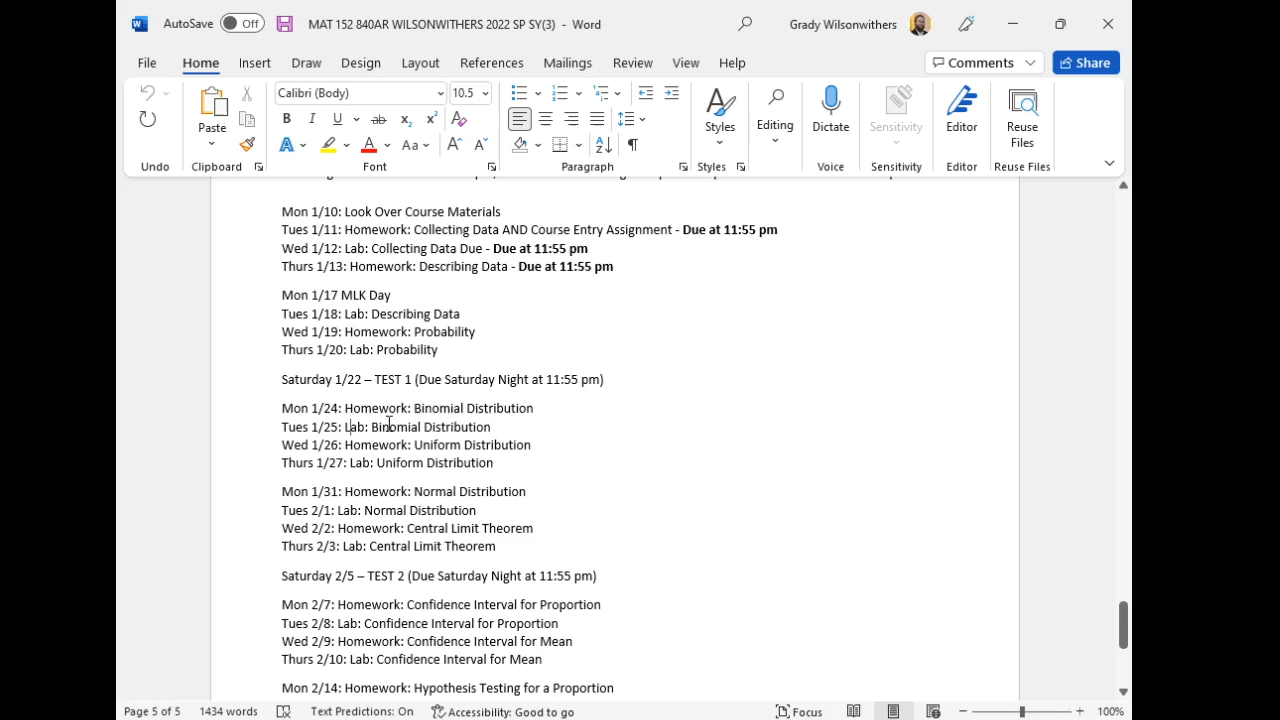 AutoSave Off MAT 152 840AR WILSONWITHERS 2022 SP SY(3) - Word Grady Wilsonwithers
File Home Insert Draw Design Layout References Mailings Review View Help Comments Share
Calibri (Body) 10.5
Paste Styles Editing Dictate Sensitivity Editor Reuse Files
B I U ab x₂ x² A
A A Aa A A
Undo Clipboard Font Paragraph Styles Voice Sensitivity Editor Reuse Files
Mon 1/10: Look Over Course Materials
Tues 1/11: Homework: Collecting Data AND Course Entry Assignment - Due at 11:55 pm
Wed 1/12: Lab: Collecting Data Due - Due at 11:55 pm
Thurs 1/13: Homework: Describing Data - Due at 11:55 pm
Mon 1/17 MLK Day
Tues 1/18: Lab: Describing Data
Wed 1/19: Homework: Probability
Thurs 1/20: Lab: Probability
Saturday 1/22 – TEST 1 (Due Saturday Night at 11:55 pm)
Mon 1/24: Homework: Binomial Distribution
Tues 1/25: Lab: Binomial Distribution
Wed 1/26: Homework: Uniform Distribution
Thurs 1/27: Lab: Uniform Distribution
Mon 1/31: Homework: Normal Distribution
Tues 2/1: Lab: Normal Distribution
Wed 2/2: Homework: Central Limit Theorem
Thurs 2/3: Lab: Central Limit Theorem
Saturday 2/5 – TEST 2 (Due Saturday Night at 11:55 pm)
Mon 2/7: Homework: Confidence Interval for Proportion
Tues 2/8: Lab: Confidence Interval for Proportion
Wed 2/9: Homework: Confidence Interval for Mean
Thurs 2/10: Lab: Confidence Interval for Mean
Mon 2/14: Homework: Hypothesis Testing for a Proportion
Page 5 of 5 1434 words Text Predictions: On Accessibility: Good to go Focus 100%